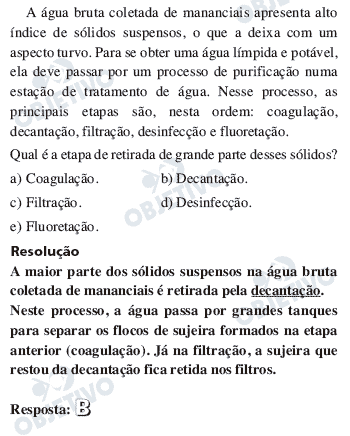 A água bruta coletada de mananciais apresenta alto
índice de sólidos suspensos, o que a deixa com um
aspecto turvo. Para se obter uma água límpida e potável,
ela deve passar por um processo de purificação numa
estação de tratamento de água. Nesse processo, as
principais etapas são, nesta ordem: coagulação,
decantação, filtração, desinfecção e fluoretação.
Qual é a etapa de retirada de grande parte desses sólidos?
a) Coagulação. b) Decantação.
c) Filtração. d) Desinfecção.
e) Fluoretação.
Resolução
A maior parte dos sólidos suspensos na água bruta
coletada de mananciais é retirada pela decantação.
Neste processo, a água passa por grandes tanques
para separar os flocos de sujeira formados na etapa
anterior (coagulação). Já na filtração, a sujeira que
restou da decantação fica retida nos filtros.
Resposta: B
OBJETIVO
OBJETIVO
OBJETIVO
OBJETIVO